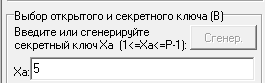 Выбор открытого и секретного ключа (B)
Введите или сгенерируйте
секретный ключ Xa (1<=Xa<=P-1):
Сгенер.
Xa: 5